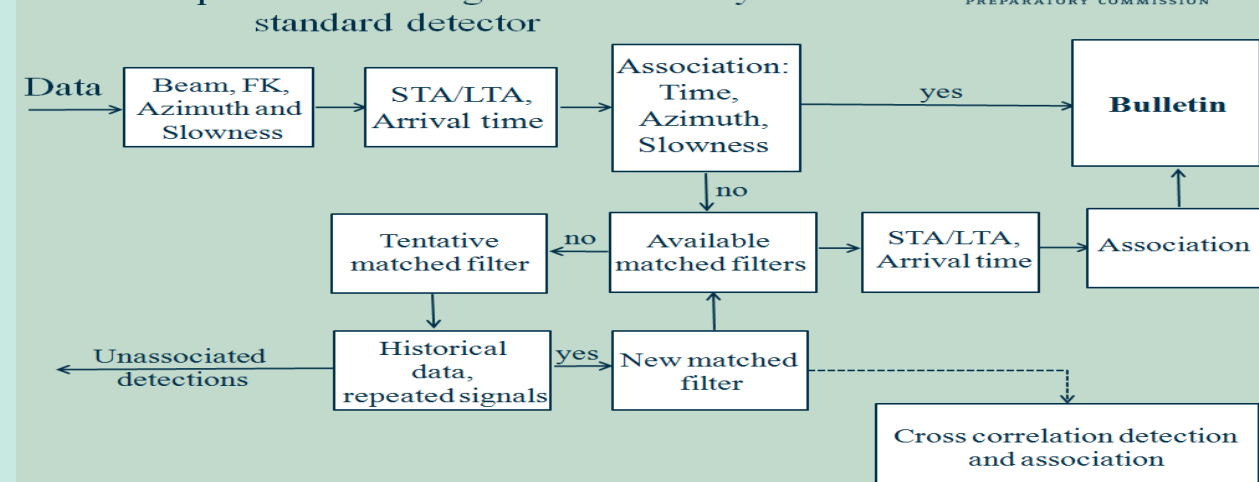 standard detector
PREPARATORY COMMISSION
Data
Beam, FK,
Azimuth and
Slowness
STA/LTA,
Arrival time
Association:
Time,
Azimuth,
Slowness
yes
Bulletin
no
Tentative
matched filter
no
Available
matched filters
STA/LTA,
Arrival time
Association
Unassociated
detections
Historical
data,
repeated signals
yes
New matched
filter
Cross correlation detection
and association